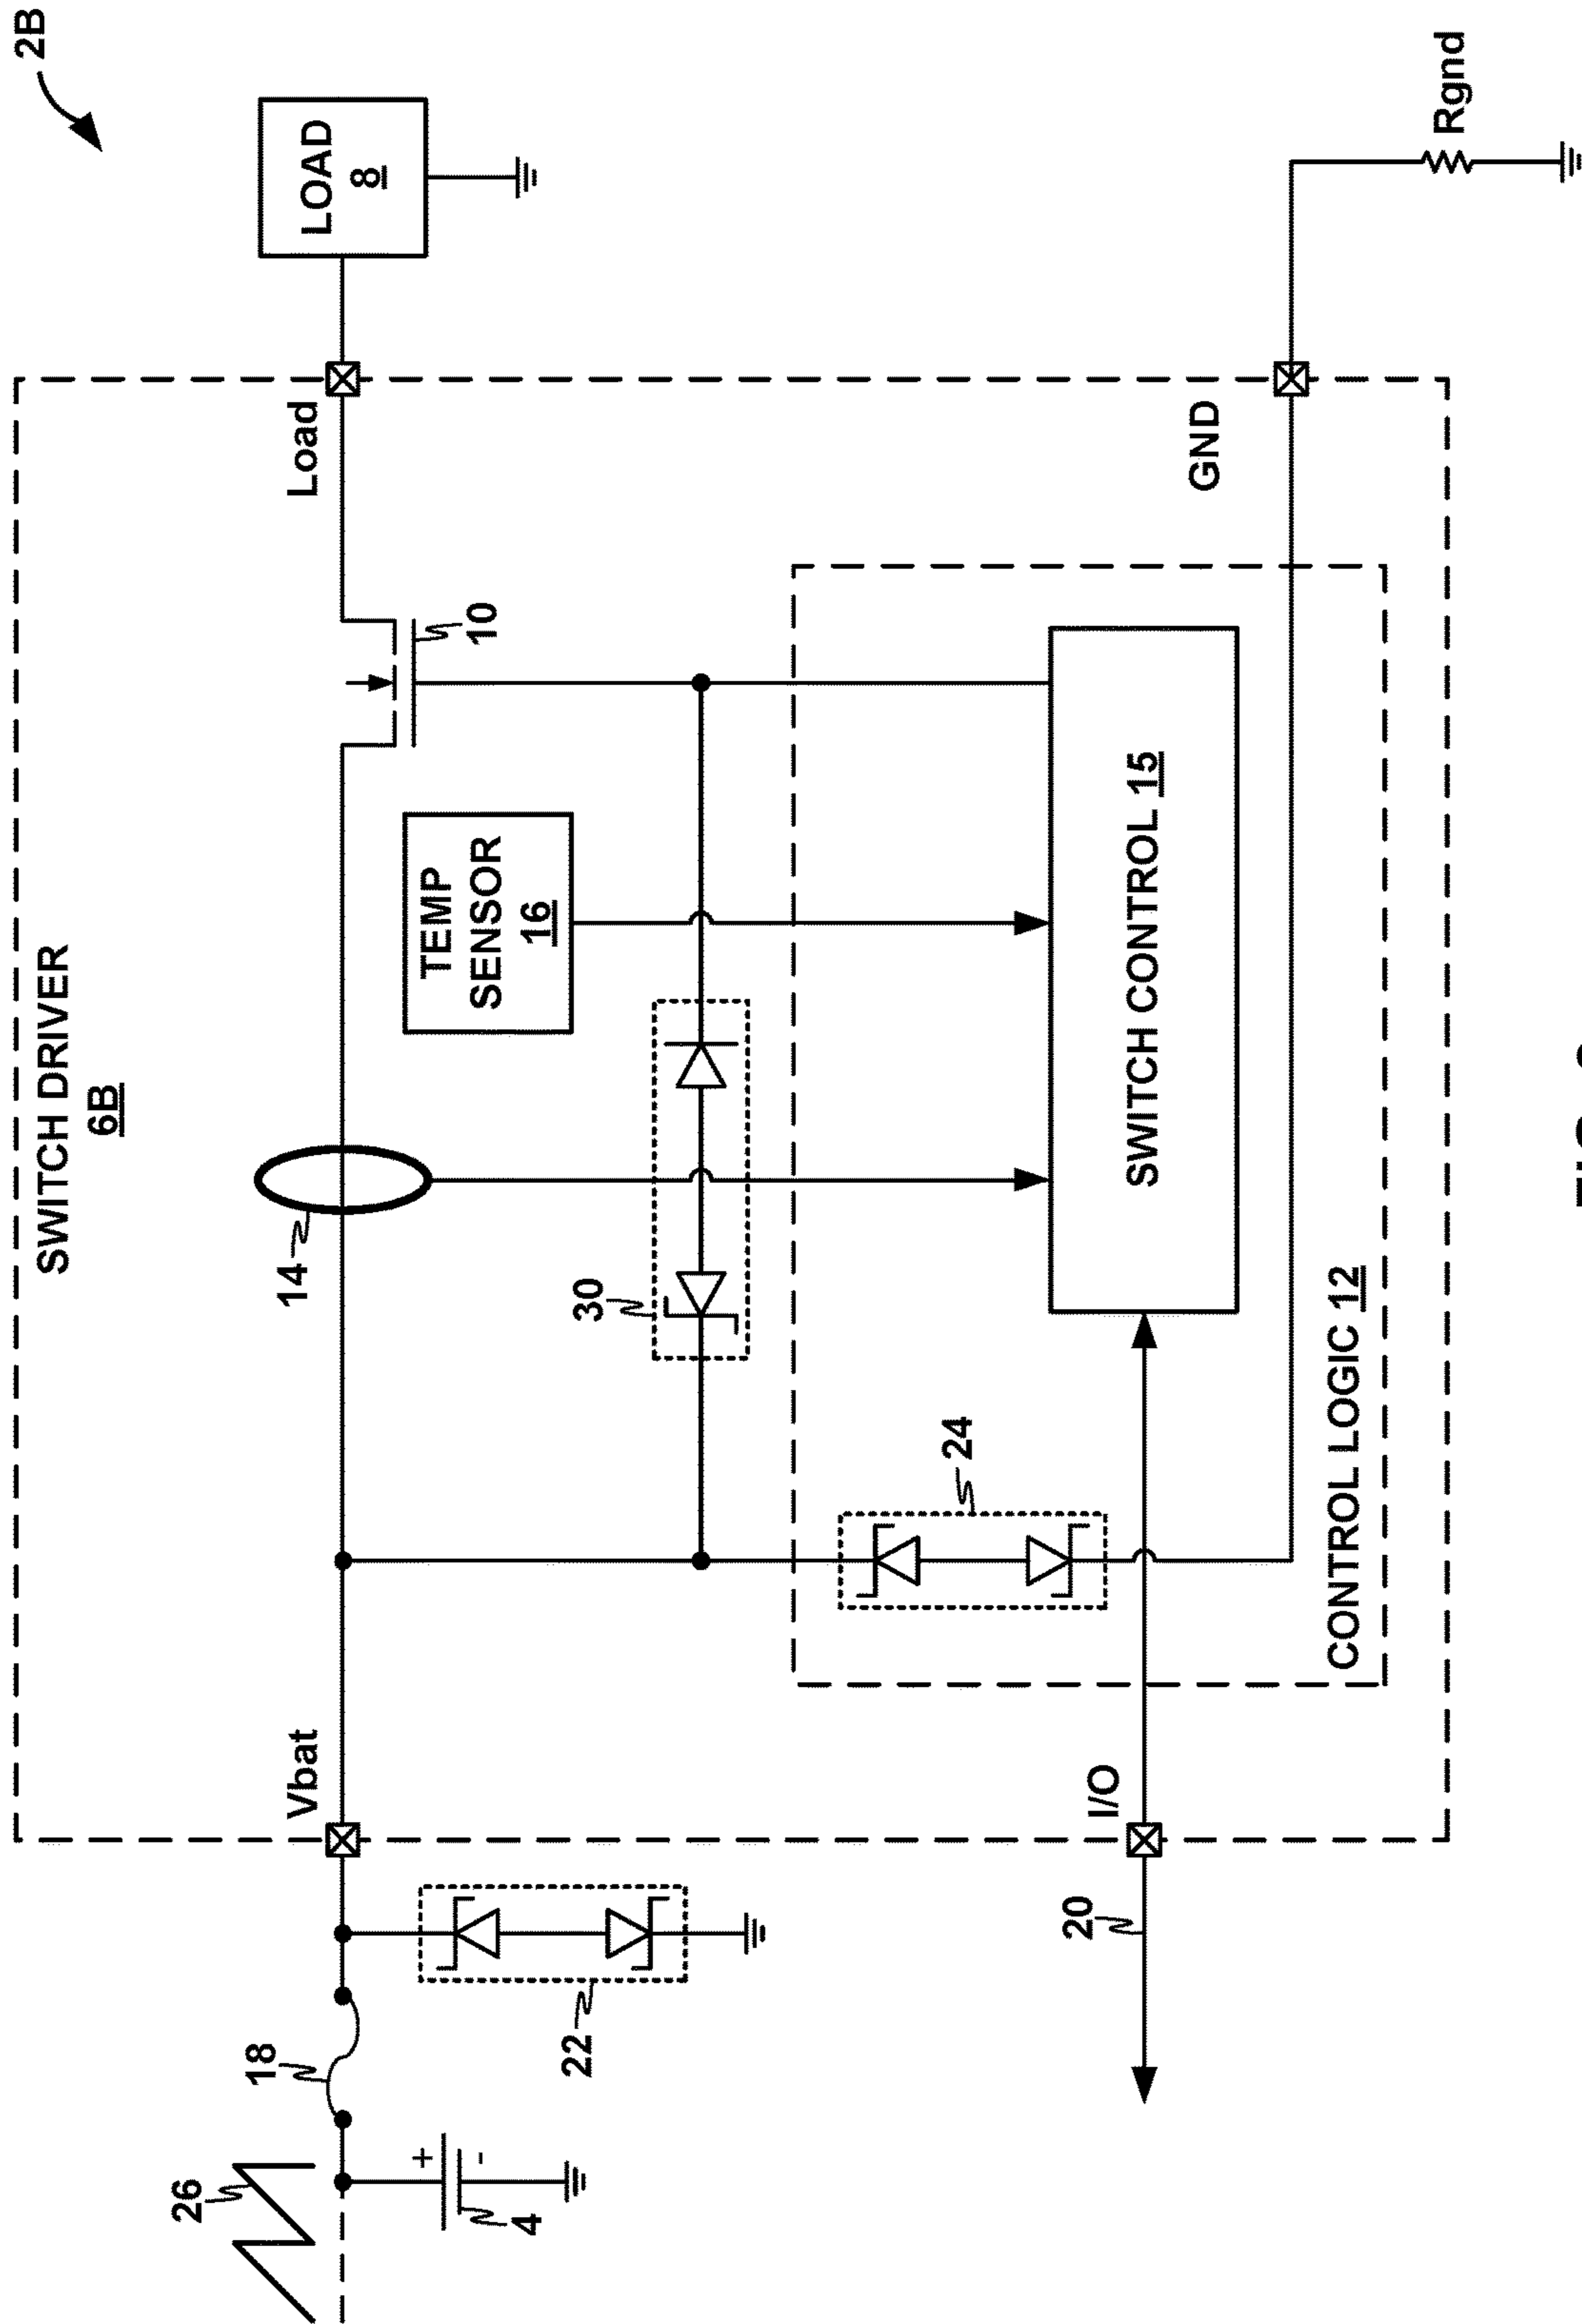 2B
SWITCH DRIVER
6B
26
18
4
22
Vbat
14
30
TEMP
SENSOR
16
10
Load
LOAD
8
24
20
I/O
SWITCH CONTROL 15
CONTROL LOGIC 12
GND
Rgnd
+
-